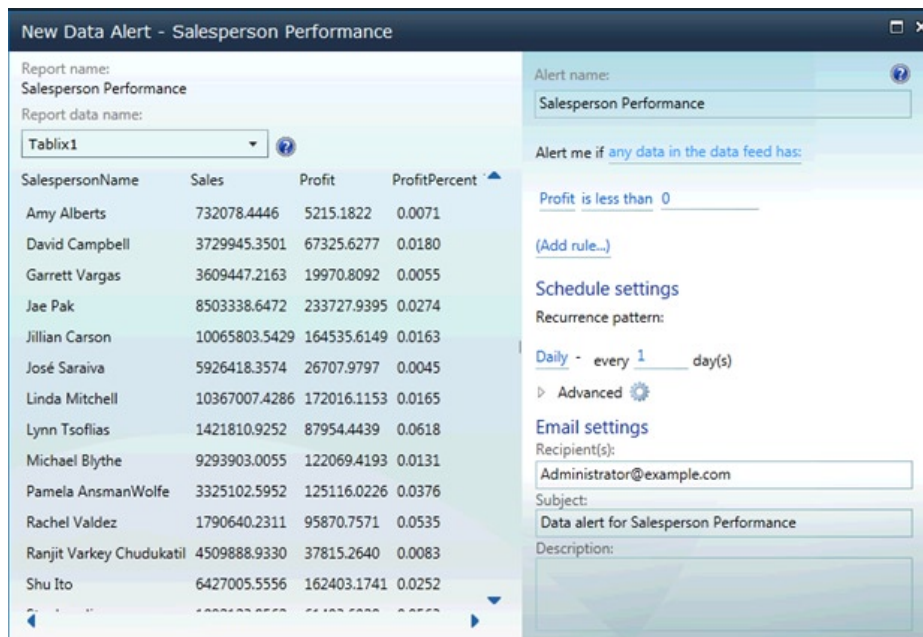 New Data Alert - Salesperson Performance
Report name:
Salesperson Performance
Report data name:
Tablix1
SalespersonName Sales Profit ProfitPercent
Amy Alberts 732078.4446 5215.1822 0.0071
David Campbell 3729945.3501 67325.6277 0.0180
Garrett Vargas 3609447.2163 19970.8092 0.0055
Jae Pak 8503338.6472 233727.9395 0.0274
Jillian Carson 10065803.5429 164535.6149 0.0163
José Saraiva 5926418.3574 26707.9797 0.0045
Linda Mitchell 10367007.4286 172016.1153 0.0165
Lynn Tsoflias 1421810.9252 87954.4439 0.0618
Michael Blythe 9293903.0055 122069.4193 0.0131
Pamela AnsmanWolfe 3325102.5952 125116.0226 0.0376
Rachel Valdez 1790640.2311 95870.7571 0.0535
Ranjit Varkey Chudukatil 4509888.9330 37815.2640 0.0083
Shu Ito 6427005.5556 162403.1741 0.0252
Alert name:
Salesperson Performance
Alert me if any data in the data feed has:
Profit is less than 0
(Add rule...)
Schedule settings
Recurrence pattern:
Daily - every 1 day(s)
Advanced
Email settings
Recipient(s):
Administrator@example.com
Subject:
Data alert for Salesperson Performance
Description: